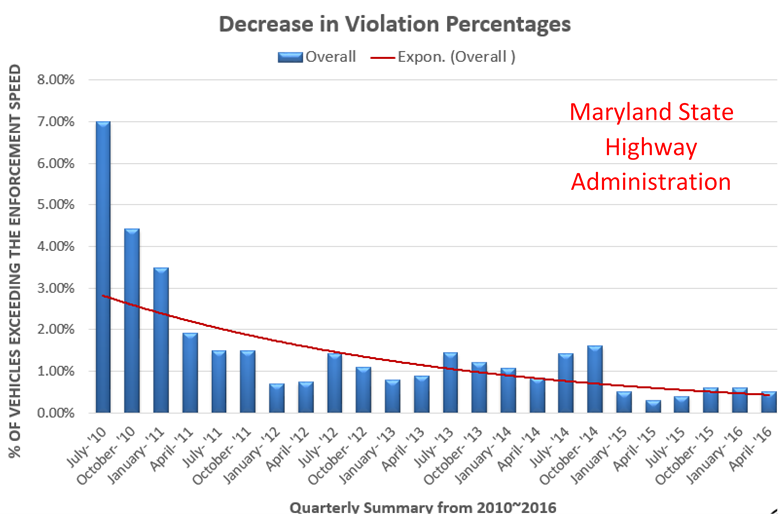 Decrease in Violation Percentages
Overall
Expon. (Overall )
Maryland State
Highway
Administration
% OF VEHICLES EXCEEDING THE ENFORCEMENT SPEED
8.00%
7.00%
6.00%
5.00%
4.00%
3.00%
2.00%
1.00%
0.00%
July- '10
October- '10
January- '11
April- '11
July- '11
October- '11
January- '12
April- '12
July- '12
October- '12
January- '13
April- '13
July- '13
October- '13
January- '14
April- '14
July- '14
October- '14
January- '15
April- '15
July- '15
October- '15
January- '16
April- '16
Quarterly Summary from 2010~2016